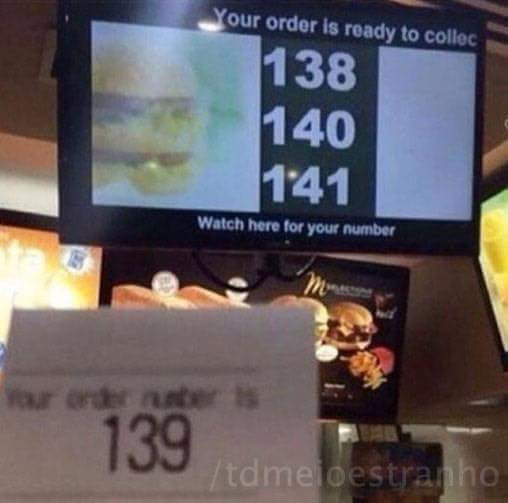 Your order is ready to collec
138
140
141
Watch here for your number
Your order number is
139
/tdmeioestranho